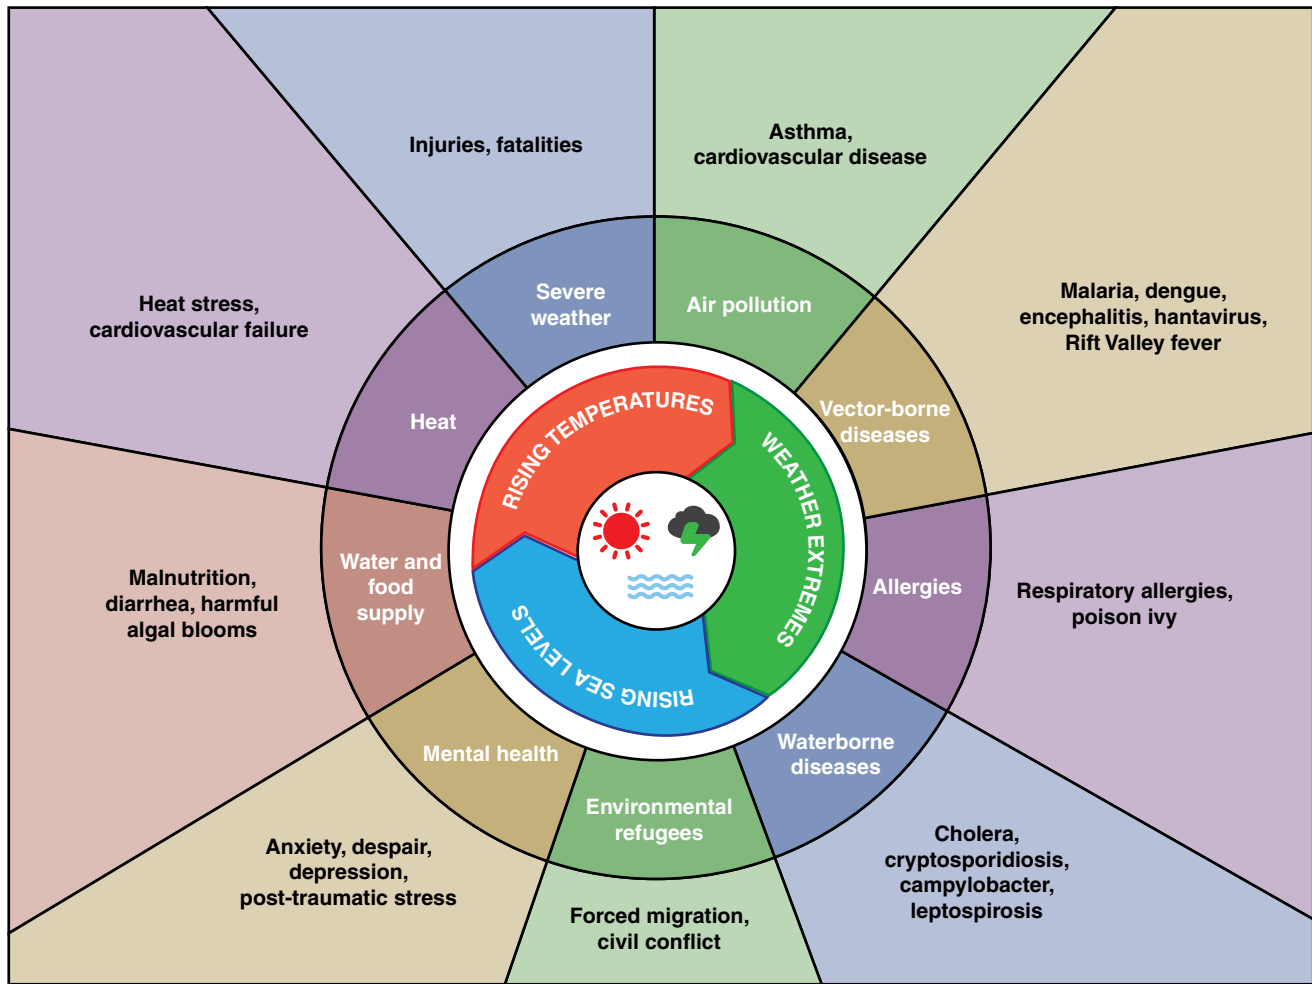 Injuries, fatalities
Asthma,
cardiovascular disease
Heat stress,
cardiovascular failure
Malaria, dengue,
encephalitis, hantavirus,
Rift Valley fever
Severe
weather
Air pollution
Heat
Vector-borne
diseases
RISING TEMPERATURES
WEATHER EXTREMES
RISING SEA LEVELS
Water and
food
supply
Allergies
Malnutrition,
diarrhea, harmful
algal blooms
Respiratory allergies,
poison ivy
Mental health
Waterborne
diseases
Environmental
refugees
Anxiety, despair,
depression,
post-traumatic stress
Forced migration,
civil conflict
Cholera,
cryptosporidiosis,
campylobacter,
leptospirosis